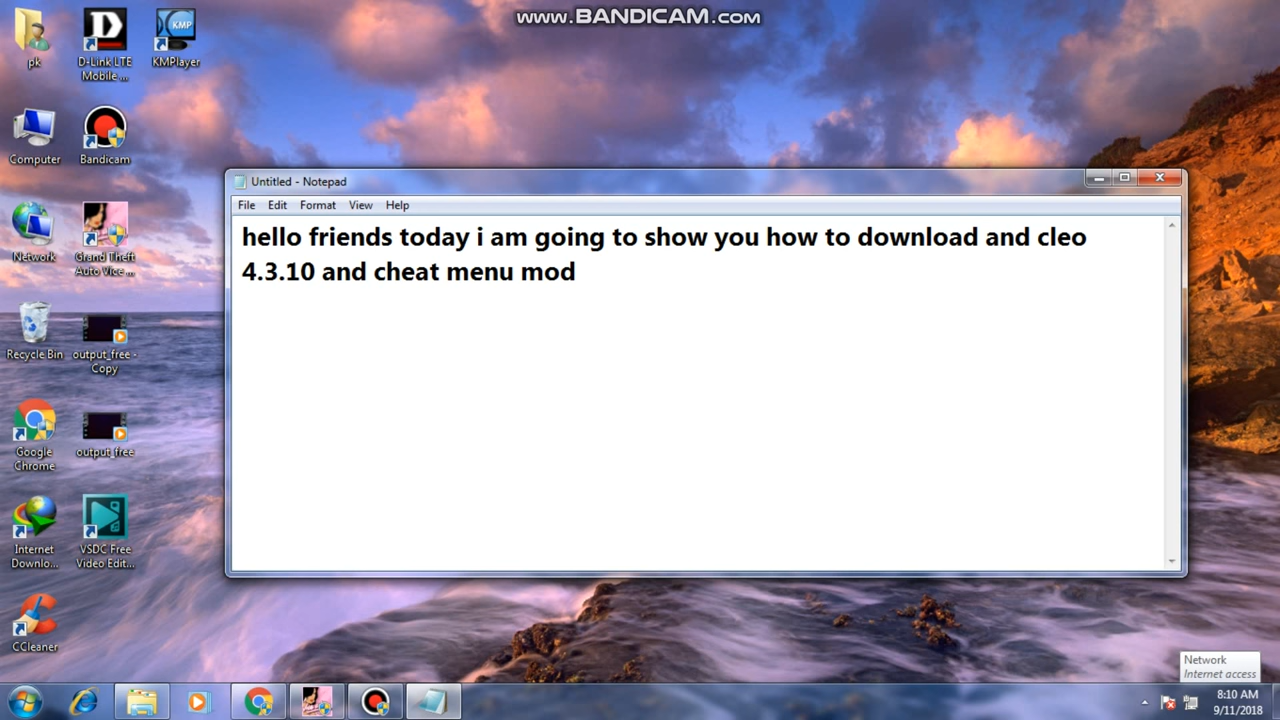 www.BANDICAM.com
pk
D-Link LTE
Mobile ...
KMP
KMPlayer
Computer
Bandicam
Network
Grand Theft
Auto Vice ...
Recycle Bin
output_free -
Copy
Google
Chrome
output_free
Internet
Downlo...
VSDC Free
Video Edit...
CCleaner
Untitled - Notepad
File Edit Format View Help
hello friends today i am going to show you how to download and cleo
4.3.10 and cheat menu mod
Network
Internet access
8:10 AM
9/11/2018